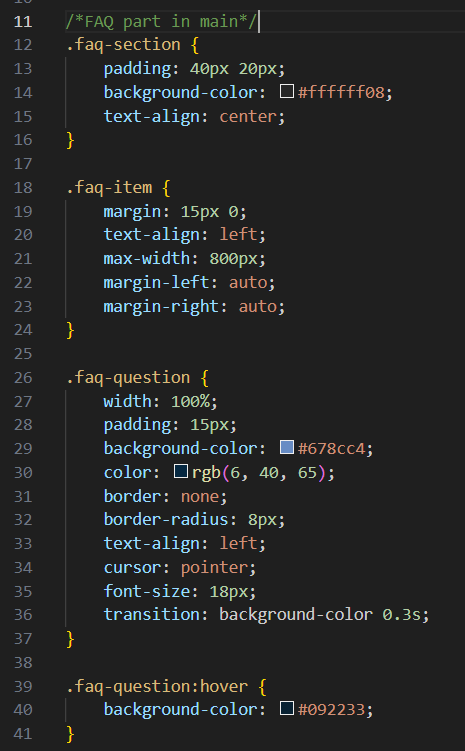 11 /*FAQ part in main*/
12 .faq-section {
13     padding: 40px 20px;
14     background-color: #ffffff08;
15     text-align: center;
16 }
17
18 .faq-item {
19     margin: 15px 0;
20     text-align: left;
21     max-width: 800px;
22     margin-left: auto;
23     margin-right: auto;
24 }
25
26 .faq-question {
27     width: 100%;
28     padding: 15px;
29     background-color: #678cc4;
30     color: rgb(6, 40, 65);
31     border: none;
32     border-radius: 8px;
33     text-align: left;
34     cursor: pointer;
35     font-size: 18px;
36     transition: background-color 0.3s;
37 }
38
39 .faq-question:hover {
40     background-color: #092233;
41 }